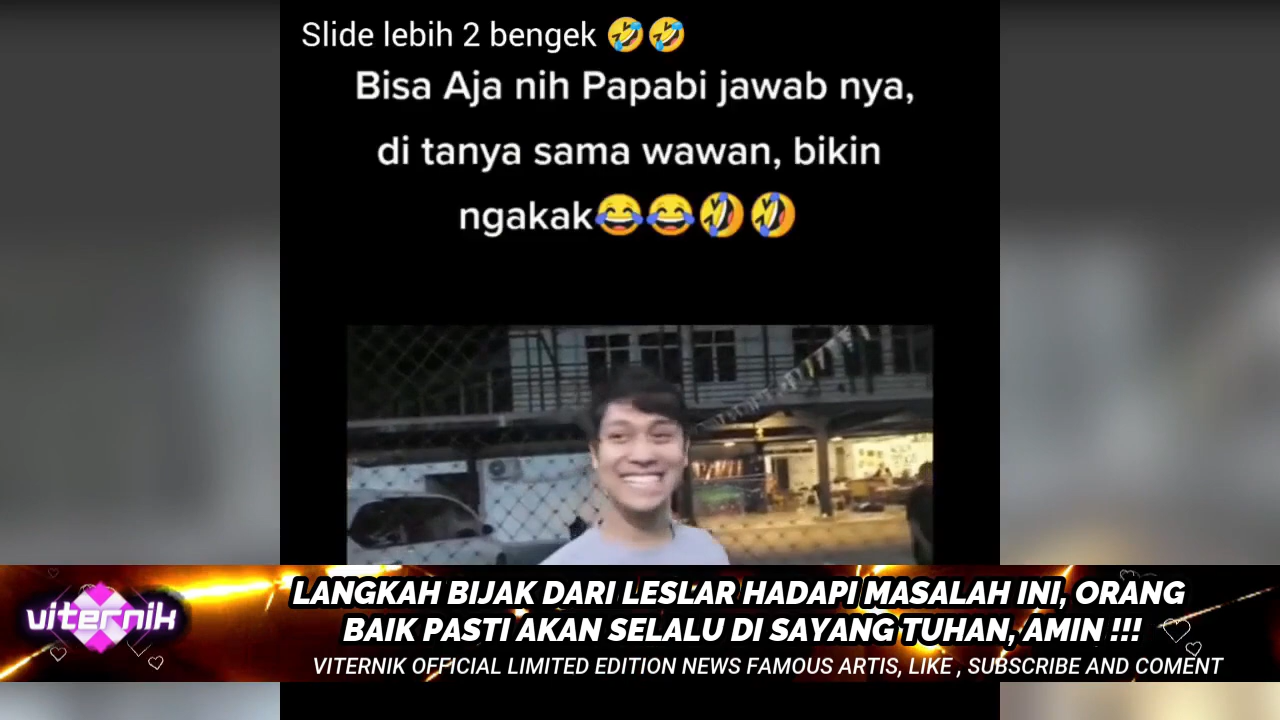 Slide lebih 2 bengek 🤣🤣
Bisa Aja nih Papabi jawab nya,
di tanya sama wawan, bikin
ngakak😂😂🤣🤣
viternik
LANGKAH BIJAK DARI LESLAR HADAPI MASALAH INI, ORANG
BAIK PASTI AKAN SELALU DI SAYANG TUHAN, AMIN !!!
VITERNIK OFFICIAL LIMITED EDITION NEWS FAMOUS ARTIS, LIKE , SUBSCRIBE AND COMENT